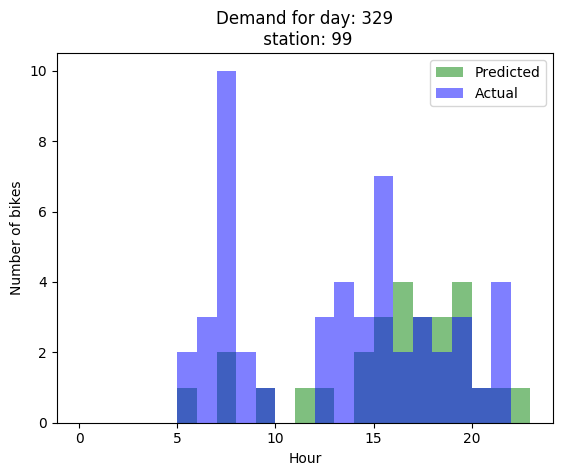 Demand for day: 329
station: 99
Predicted
Actual
Number of bikes
10
8
6
4
2
0
0 5 10 15 20
Hour